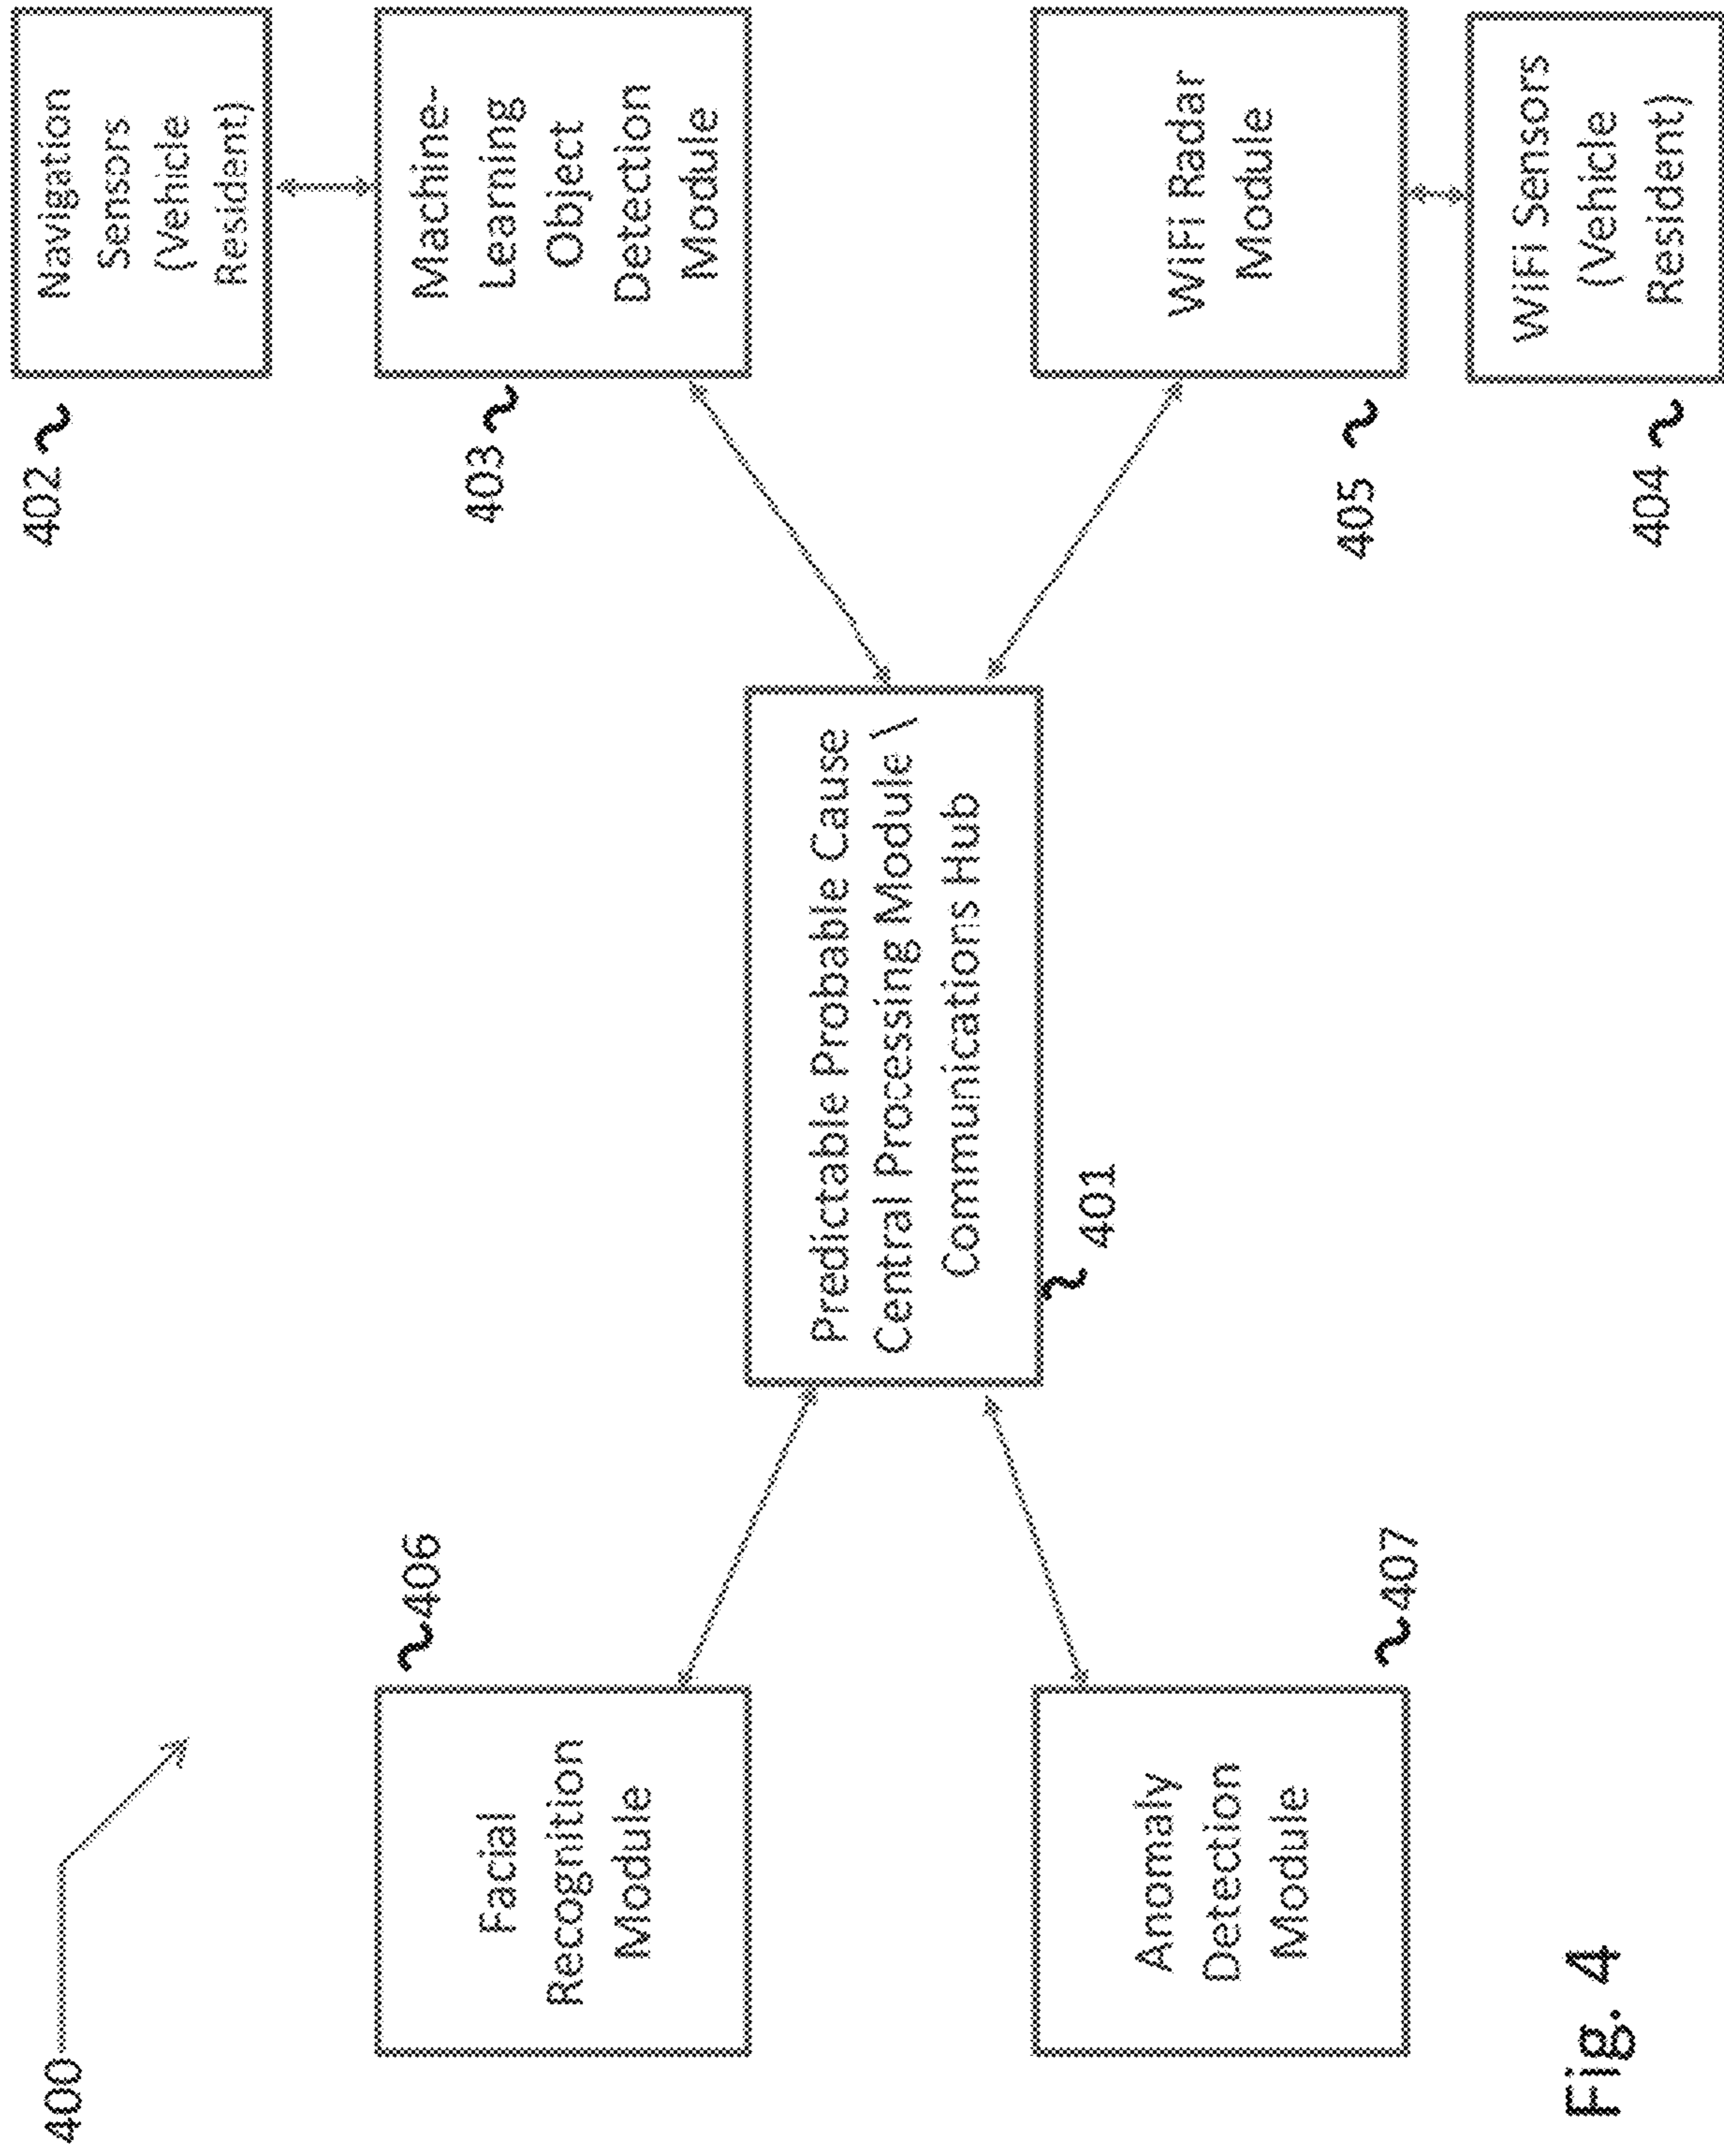 400
Facial
Recognition
Module
406
Anomaly
Detection
Module
407
Predictable Probable Cause
Central Processing Module \
Communications Hub
401
402
Navigation
Sensors
(Vehicle
Resident)
403
Machine-
Learning
Object
Detection
Module
405
WiFi Radar
Module
404
WiFi Sensors
(Vehicle
Resident)
Fig. 4